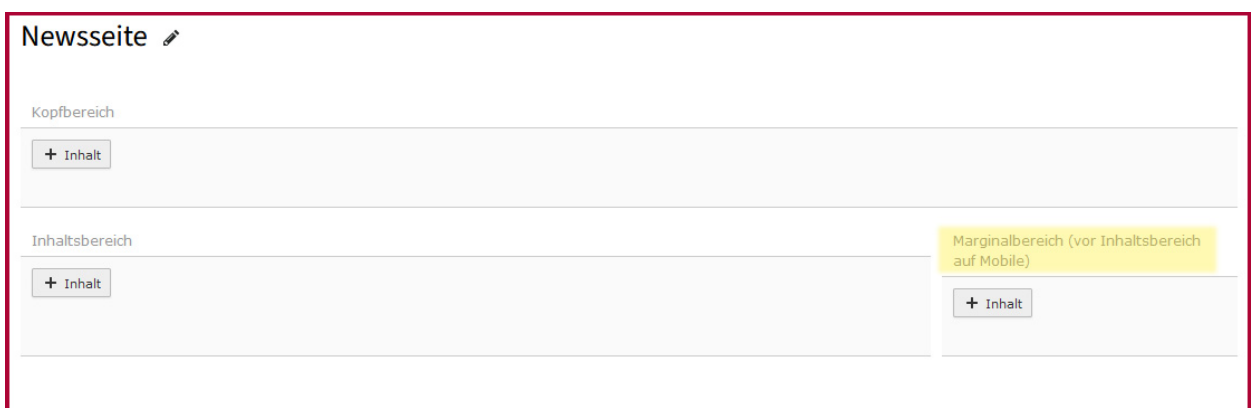 Newsseite
Kopfbereich
+ Inhalt
Inhaltsbereich
+ Inhalt
Marginalbereich (vor Inhaltsbereich
auf Mobile)
+ Inhalt